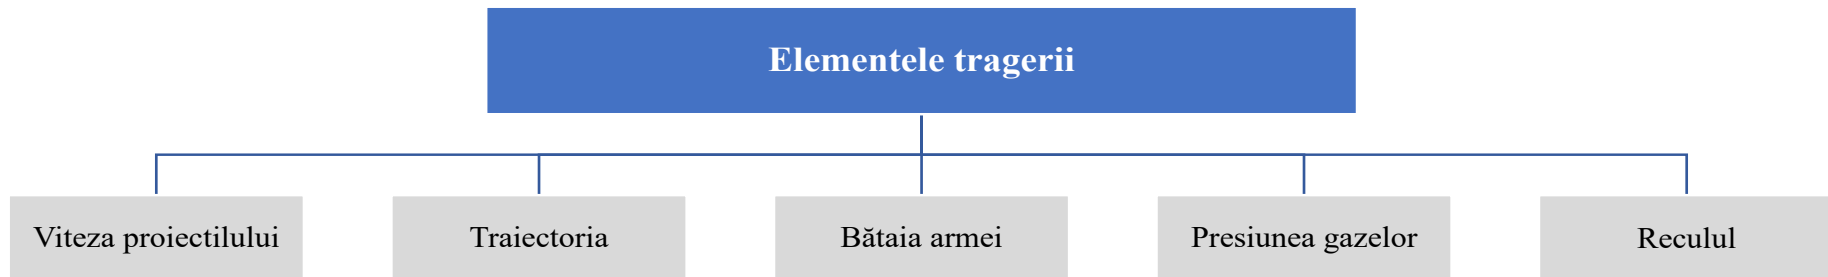 Elementele tragerii
Viteza proiectilului
Traiectoria
Bătaia armei
Presiunea gazelor
Reculul